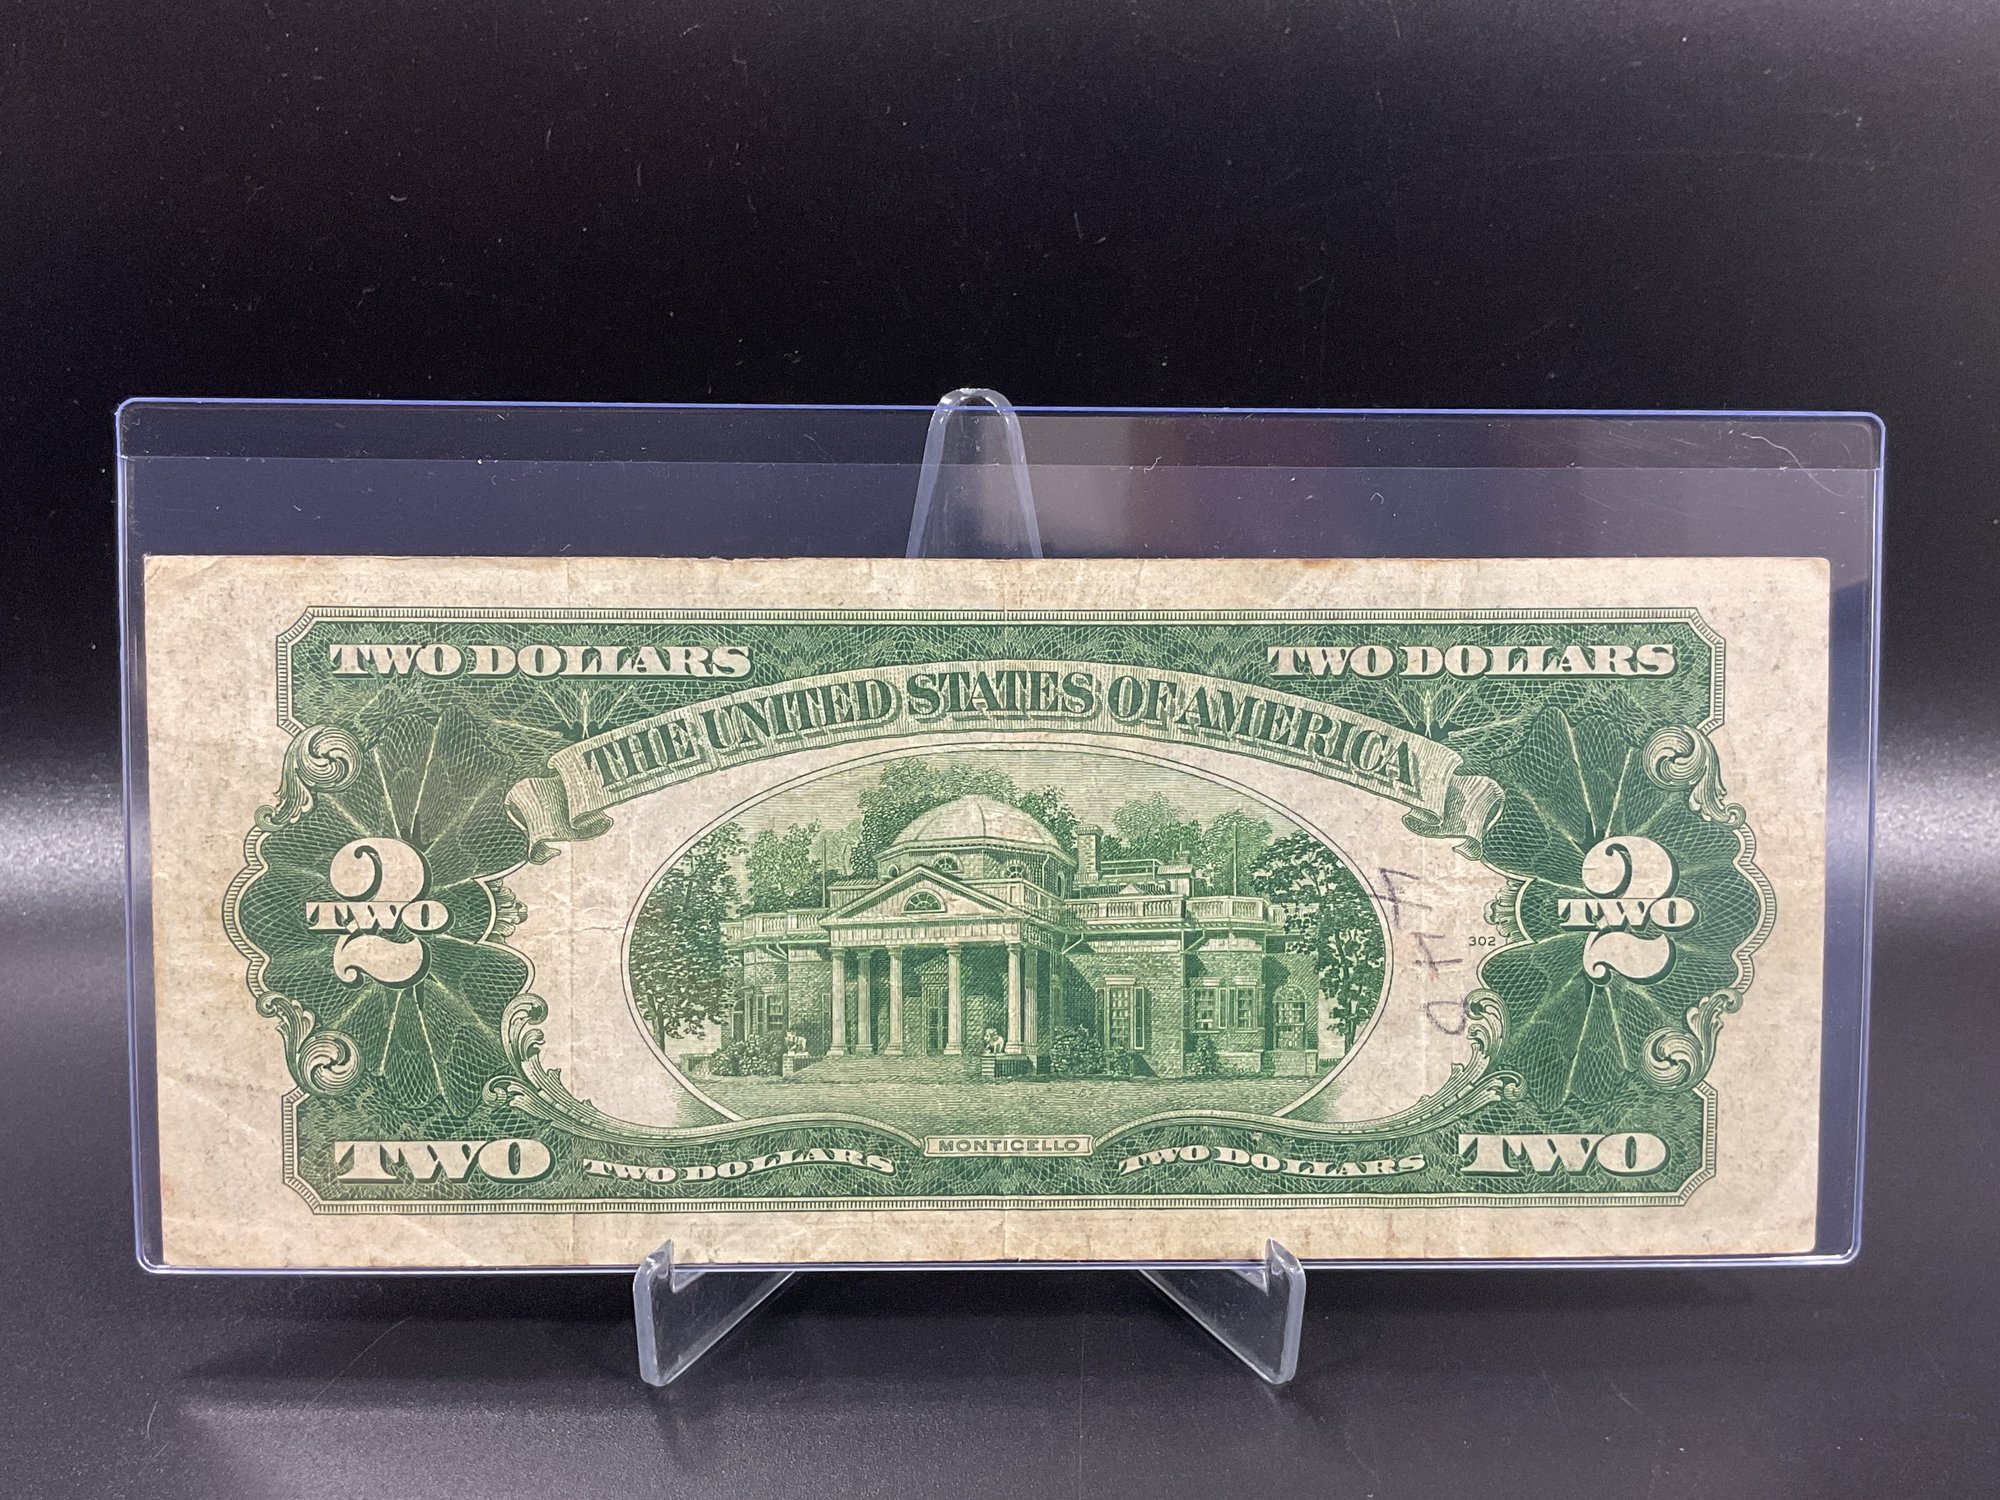 TWO DOLLARS TWO DOLLARS
THE UNITED STATES OF AMERICA
2 TWO 2 TWO
302
MONTICELLO
TWO TWO DOLLARS TWO DOLLARS TWO